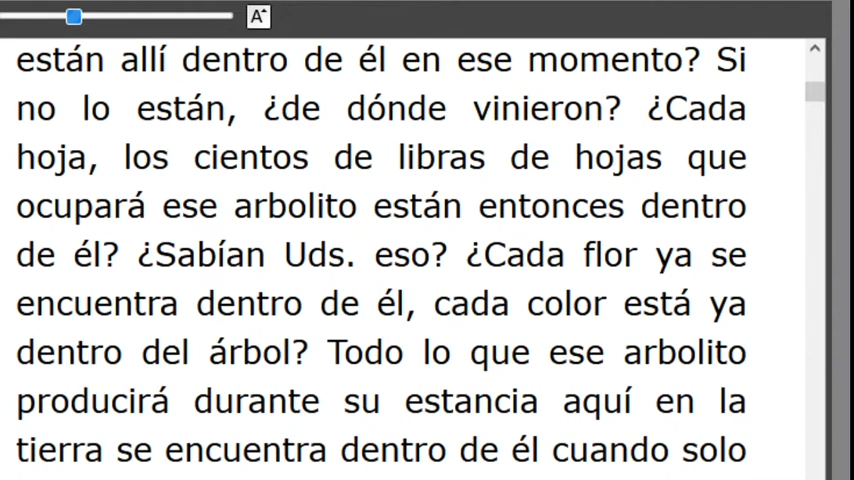 A
están allí dentro de él en ese momento? Si
no lo están, ¿de dónde vinieron? ¿Cada
hoja, los cientos de libras de hojas que
ocupará ese arbolito están entonces dentro
de él? ¿Sabían Uds. eso? ¿Cada flor ya se
encuentra dentro de él, cada color está ya
dentro del árbol? Todo lo que ese arbolito
producirá durante su estancia aquí en la
tierra se encuentra dentro de él cuando solo